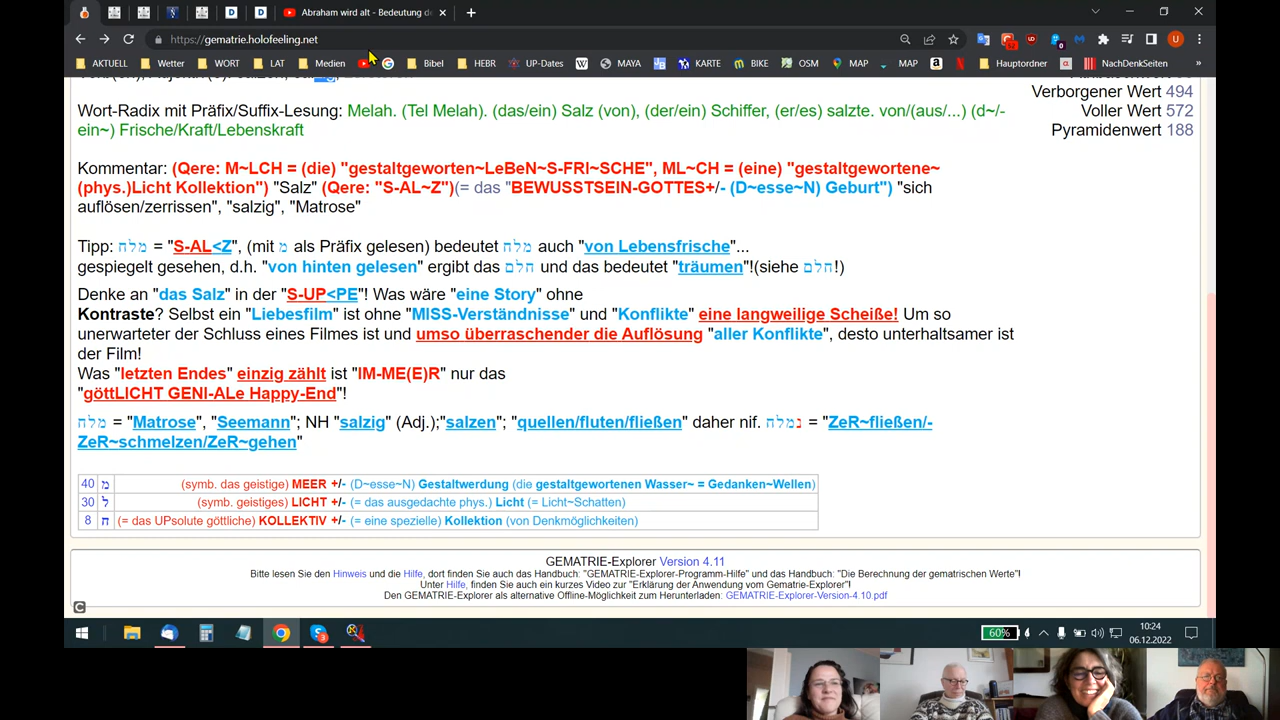 Abraham wird alt - Bedeutung de
https://gematrie.holofeeling.net
AKTUELL Wetter WORT LAT Medien Bibel HEBR UP-Dates MAYA KARTE BIKE OSM MAP MAP Hauptordner NachDenkSeiten
Verborgener Wert 494
Wort-Radix mit Präfix/Suffix-Lesung: Melah. (Tel Melah). (das/ein) Salz (von), (der/ein) Schiffer, (er/es) salzte. von/(aus/...) (d~/-
Voller Wert 572
ein~) Frische/Kraft/Lebenskraft
Pyramidenwert 188
Kommentar: (Qere: M~LCH = (die) "gestaltgeworten~LeBeN~S-FRI~SCHE", ML~CH = (eine) "gestaltgewortene~
(phys.)Licht Kollektion") "Salz" (Qere: "S-AL~Z")(= das "BEWUSSTSEIN-GOTTES+/- (D~esse~N) Geburt") "sich
auflösen/zerrissen", "salzig", "Matrose"
Tipp: מלח = "S-AL<Z", (mit מ als Präfix gelesen) bedeutet מלח auch "von Lebensfrische"...
gespiegelt gesehen, d.h. "von hinten gelesen" ergibt das חלם und das bedeutet "träumen"!(siehe חלם!)
Denke an "das Salz" in der "S-UP<PE"! Was wäre "eine Story" ohne
Kontraste? Selbst ein "Liebesfilm" ist ohne "MISS-Verständnisse" und "Konflikte" eine langweilige Scheiße! Um so
unerwarteter der Schluss eines Filmes ist und umso überraschender die Auflösung "aller Konflikte", desto unterhaltsamer ist
der Film!
Was "letzten Endes" einzig zählt ist "IM-ME(E)R" nur das
"göttLICHT GENI-ALe Happy-End"!
מלח = "Matrose", "Seemann"; NH "salzig" (Adj.);"salzen"; "quellen/fluten/fließen" daher nif. נמלח = "ZeR~fließen/-
ZeR~schmelzen/ZeR~gehen"
40 מ (symb. das geistige) MEER +/- (D~esse~N) Gestaltwerdung (die gestaltgewordenen Wasser~ = Gedanken~Wellen)
30 ל (symb. geistiges) LICHT +/- (= das ausgedachte phys.) Licht (= Licht~Schatten)
8 ח (= das UPsolute göttliche) KOLLEKTIV +/- (= eine spezielle) Kollektion (von Denkmöglichkeiten)
GEMATRIE-Explorer Version 4.11
Bitte lesen Sie den Hinweis und die Hilfe, dort finden Sie auch das Handbuch: "GEMATRIE-Explorer-Programm-Hilfe" und das Handbuch: "Die Berechnung der gematrischen Werte"!
Unter Hilfe, finden Sie auch ein kurzes Video zur "Erklärung der Anwendung vom Gematrie-Explorer"!
Den GEMATRIE-Explorer als alternative Offline-Möglichkeit zum Herunterladen: GEMATRIE-Explorer-Version-4.10.pdf
60%
10:24
06.12.2022